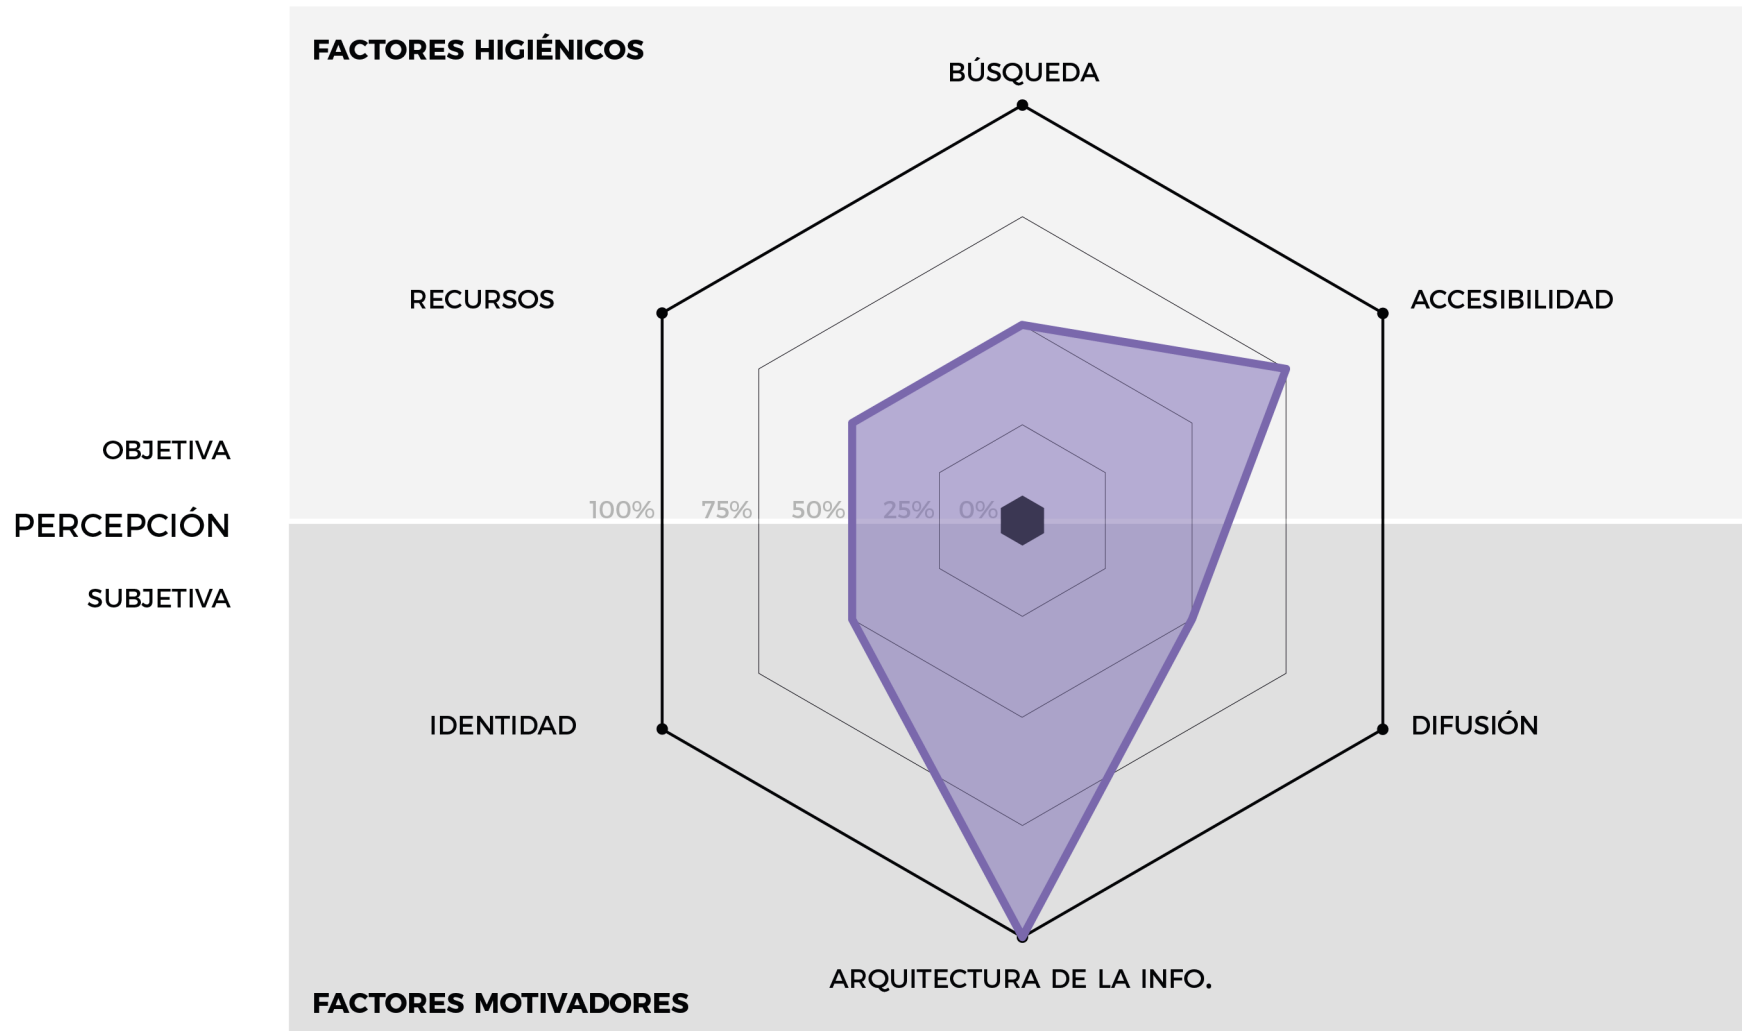 FACTORES HIGIÉNICOS
BÚSQUEDA
RECURSOS
ACCESIBILIDAD
OBJETIVA
100% 75% 50% 25% 0%
PERCEPCIÓN
SUBJETIVA
IDENTIDAD
DIFUSIÓN
ARQUITECTURA DE LA INFO.
FACTORES MOTIVADORES